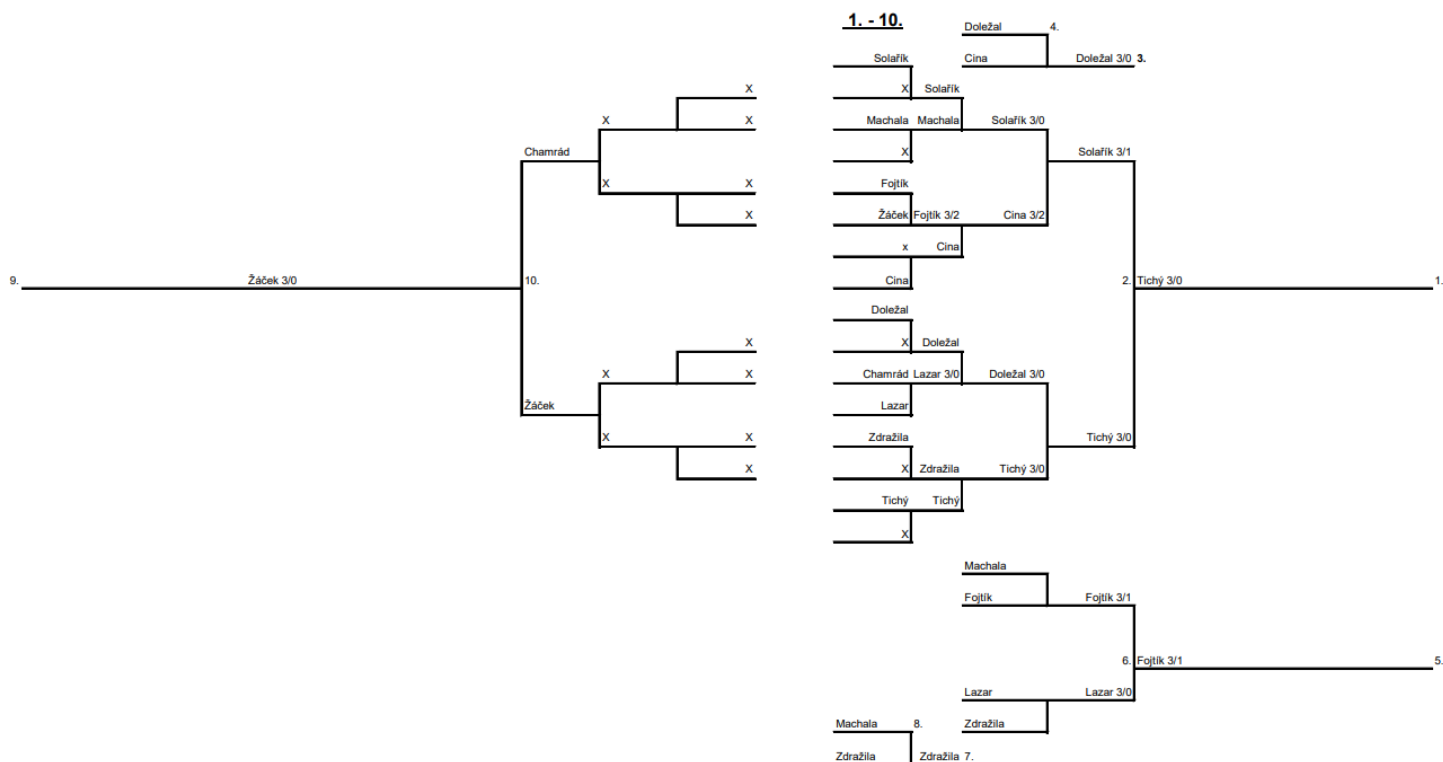 1. - 10.
Doležal 4.
Solařík Cina Doležal 3/0 3.
X X Solařík
X X Machala Machala Solařík 3/0
Chamrád X Solařík 3/1
X X Fojtík
X Žáček Fojtík 3/2 Cina 3/2
x Cina
9. Žáček 3/0 10. Cina 2. Tichý 3/0 1.
Doležal
X X Doležal
X X Chamrád Lazar 3/0 Doležal 3/0
Žáček Lazar
X X Zdražila Tichý 3/0
X X Zdražila Tichý 3/0
Tichý Tichý
X
Machala
Fojtík Fojtík 3/1
6. Fojtík 3/1 5.
Lazar Lazar 3/0
Machala 8. Zdražila
Zdražila Zdražila 7.